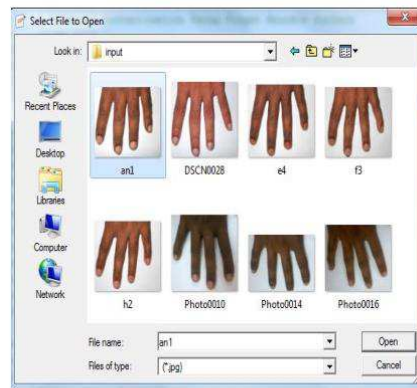 Select File to Open
Look in:
input
Recent Places
Desktop
Libraries
Computer
Network
an1
DSCN0028
e4
f3
h2
Photo0010
Photo0014
Photo0016
File name:
an1
Open
Files of type:
(*.jpg)
Cancel